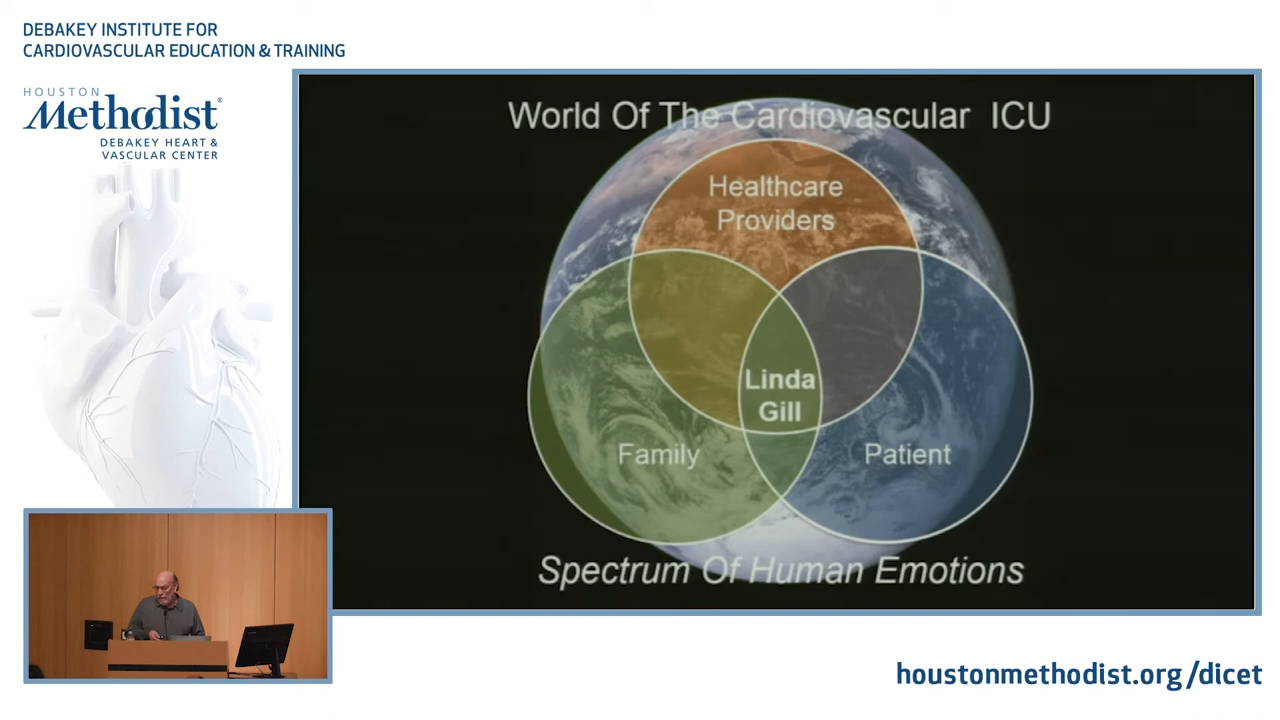 DEBAKEY INSTITUTE FOR
CARDIOVASCULAR EDUCATION & TRAINING
HOUSTON
Methodist®
DEBAKEY HEART &
VASCULAR CENTER
World Of The Cardiovascular ICU
Healthcare
Providers
Linda
Gill
Family
Patient
Spectrum Of Human Emotions
houstonmethodist.org/dicet